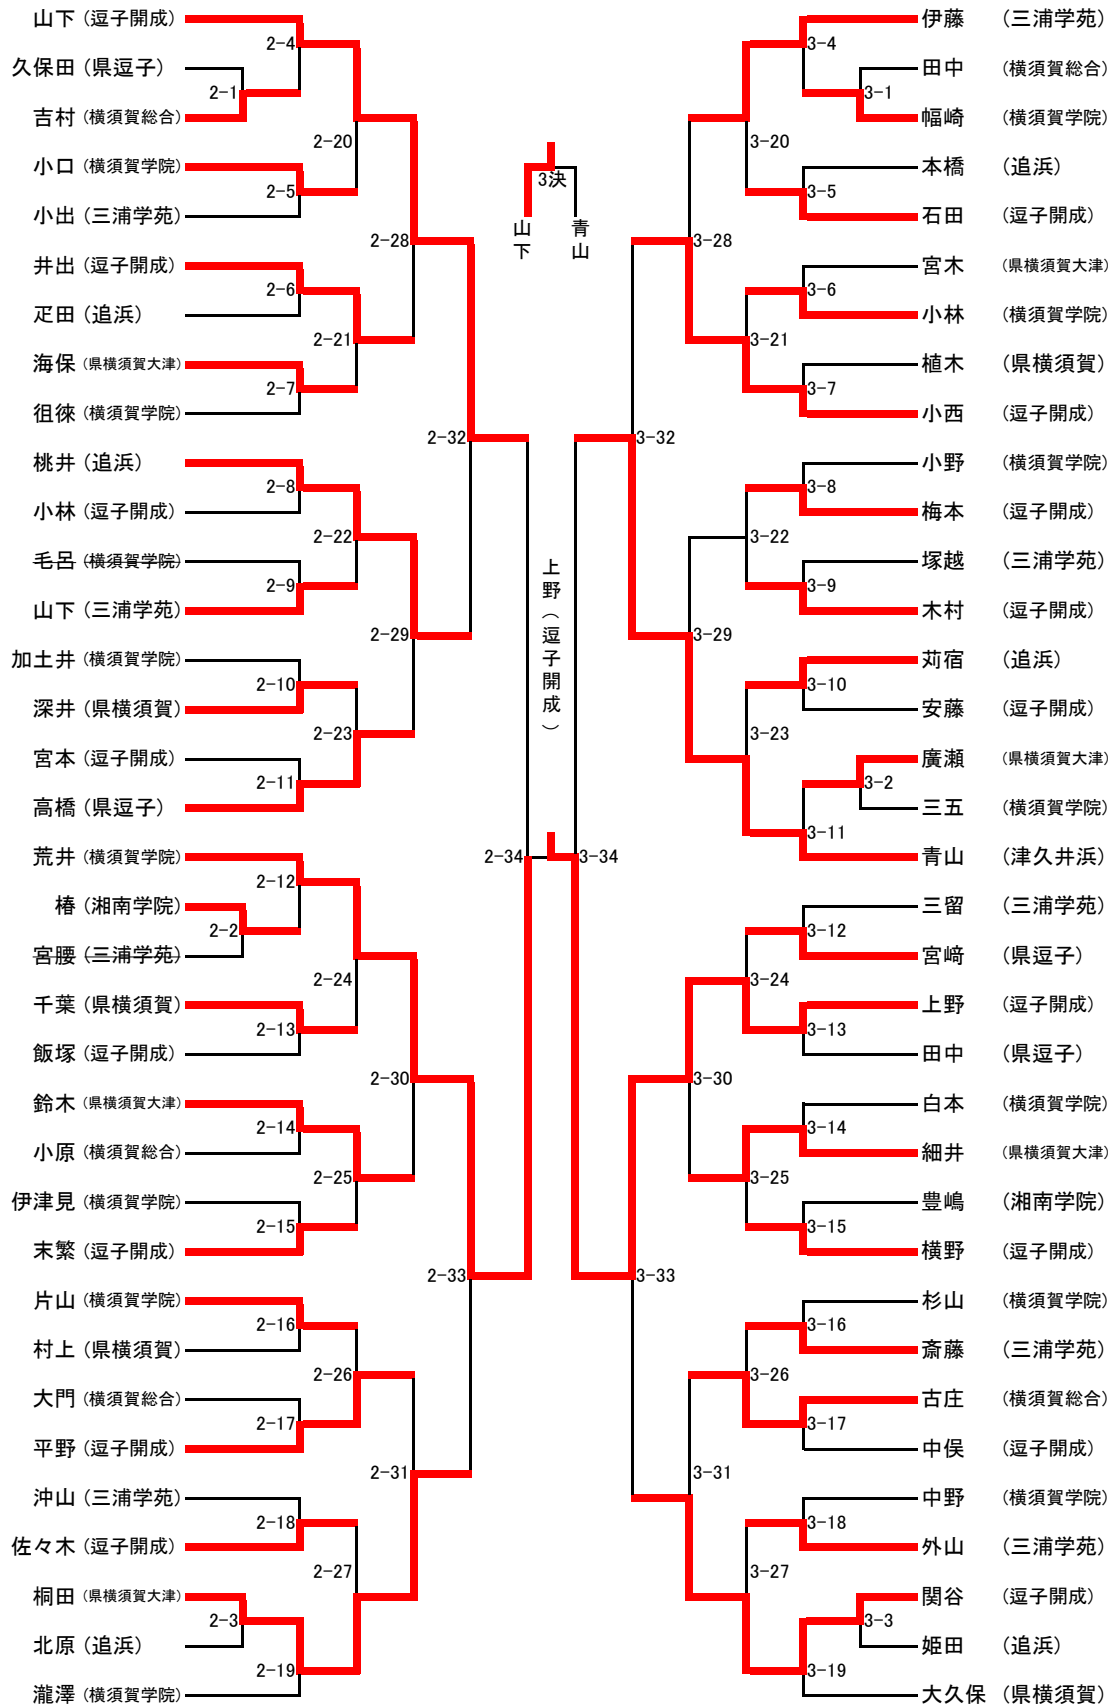 山下 (逗子開成)
2-4
久保田 (県逗子)
2-1
吉村 (横須賀総合)
2-20
小口 (横須賀学院)
2-5
小出 (三浦学苑)
2-28
井出 (逗子開成)
2-6
疋田 (追浜)
2-21
海保 (県横須賀大津)
2-7
徂徠 (横須賀学院)
2-32
桃井 (追浜)
2-8
小林 (逗子開成)
2-22
毛呂 (横須賀学院)
2-9
山下 (三浦学苑)
2-29
加土井 (横須賀学院)
2-10
深井 (県横須賀)
2-23
宮本 (逗子開成)
2-11
高橋 (県逗子)
2-34
荒井 (横須賀学院)
2-12
椿 (湘南学院)
2-2
宮腰 (三浦学苑)
2-24
千葉 (県横須賀)
2-13
飯塚 (逗子開成)
2-30
鈴木 (県横須賀大津)
2-14
小原 (横須賀総合)
2-25
伊津見 (横須賀学院)
2-15
末繁 (逗子開成)
2-33
片山 (横須賀学院)
2-16
村上 (県横須賀)
2-26
大門 (横須賀総合)
2-17
平野 (逗子開成)
2-31
沖山 (三浦学苑)
2-18
佐々木 (逗子開成)
2-27
桐田 (県横須賀大津)
2-3
北原 (追浜)
2-19
瀧澤 (横須賀学院)
3決
山下
青山
上野(逗子開成)
伊藤 (三浦学苑)
3-4
田中 (横須賀総合)
3-1
幅崎 (横須賀学院)
3-20
本橋 (追浜)
3-5
石田 (逗子開成)
3-28
宮木 (県横須賀大津)
3-6
小林 (横須賀学院)
3-21
植木 (県横須賀)
3-7
小西 (逗子開成)
3-32
小野 (横須賀学院)
3-8
梅本 (逗子開成)
3-22
塚越 (三浦学苑)
3-9
木村 (逗子開成)
3-29
苅宿 (追浜)
3-10
安藤 (逗子開成)
3-23
廣瀬 (県横須賀大津)
3-2
三五 (横須賀学院)
3-11
青山 (津久井浜)
3-34
三留 (三浦学苑)
3-12
宮﨑 (県逗子)
3-24
上野 (逗子開成)
3-13
田中 (県逗子)
3-30
白本 (横須賀学院)
3-14
細井 (県横須賀大津)
3-25
豊嶋 (湘南学院)
3-15
横野 (逗子開成)
3-33
杉山 (横須賀学院)
3-16
斎藤 (三浦学苑)
3-26
古庄 (横須賀総合)
3-17
中俣 (逗子開成)
3-31
中野 (横須賀学院)
3-18
外山 (三浦学苑)
3-27
関谷 (逗子開成)
3-3
姫田 (追浜)
3-19
大久保 (県横須賀)